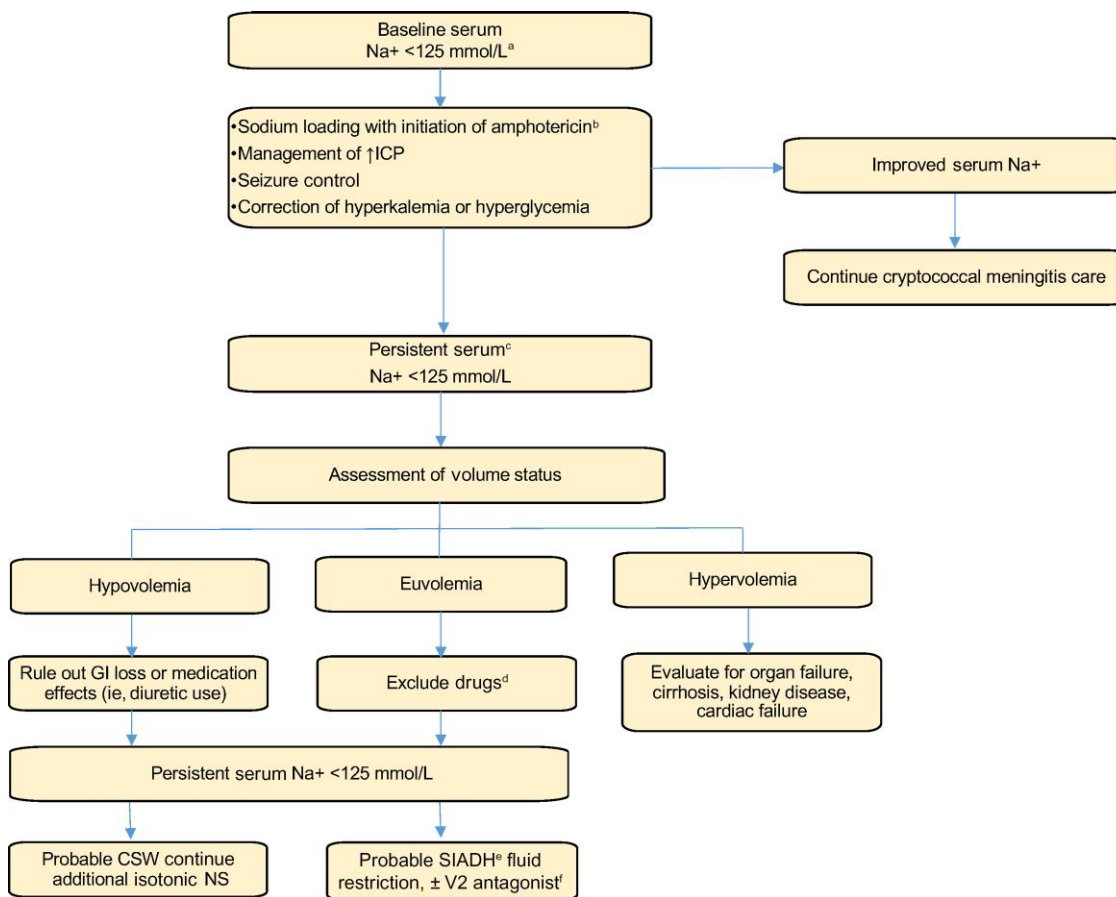 Baseline serum
Na+ <125 mmol/Lᵃ
•Sodium loading with initiation of amphotericinᵇ
•Management of ↑ICP
•Seizure control
•Correction of hyperkalemia or hyperglycemia
Improved serum Na+
Continue cryptococcal meningitis care
Persistent serumᶜ
Na+ <125 mmol/L
Assessment of volume status
Hypovolemia
Euvolemia
Hypervolemia
Rule out GI loss or medication
effects (ie, diuretic use)
Exclude drugsᵈ
Evaluate for organ failure,
cirrhosis, kidney disease,
cardiac failure
Persistent serum Na+ <125 mmol/L
Probable CSW continue
additional isotonic NS
Probable SIADHᵉ fluid
restriction, ± V2 antagonistᶠ